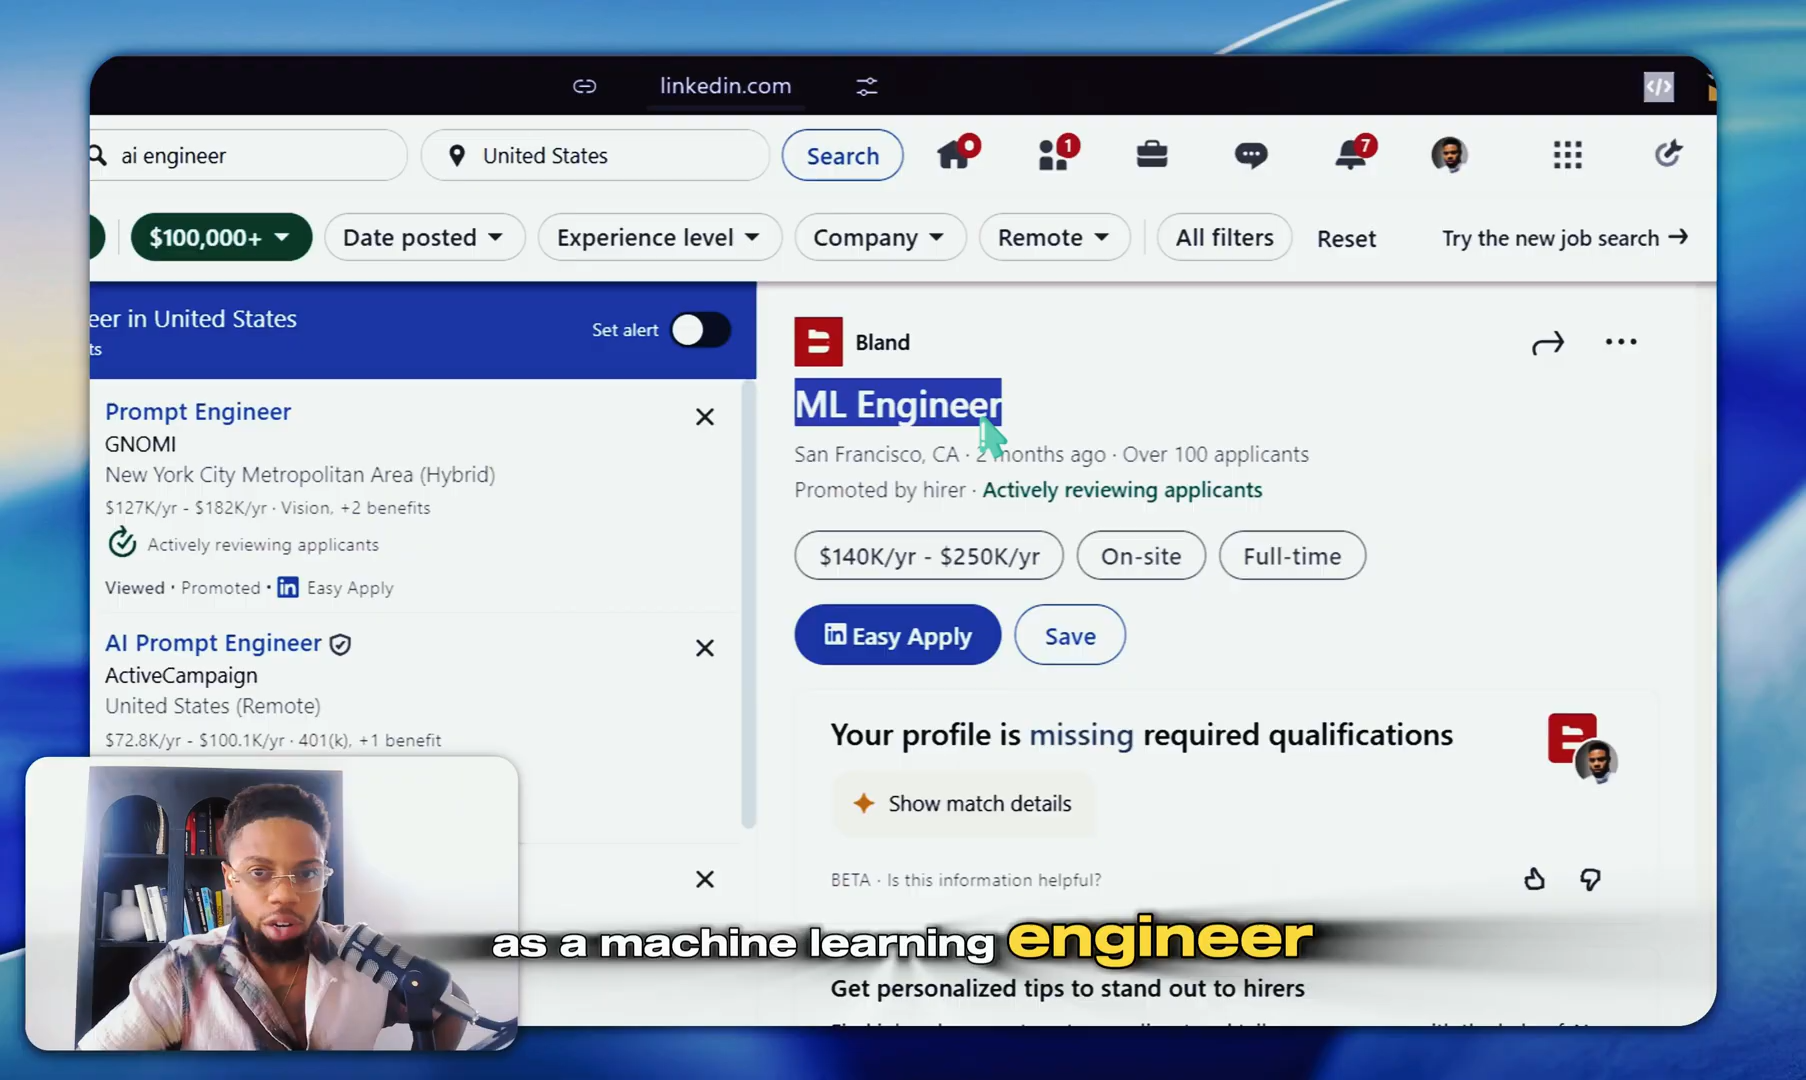 linkedin.com
ai engineer
United States
Search
1
7
$100,000+
Date posted
Experience level
Company
Remote
All filters
Reset
Try the new job search →
eer in United States
ts
Set alert
Prompt Engineer
GNOMI
New York City Metropolitan Area (Hybrid)
$127K/yr - $182K/yr · Vision, +2 benefits
Actively reviewing applicants
Viewed · Promoted · in Easy Apply
AI Prompt Engineer
ActiveCampaign
United States (Remote)
$72.8K/yr - $100.1K/yr · 401(k), +1 benefit
Bland
ML Engineer
San Francisco, CA · 2 months ago · Over 100 applicants
Promoted by hirer · Actively reviewing applicants
$140K/yr - $250K/yr
On-site
Full-time
in Easy Apply
Save
Your profile is missing required qualifications
Show match details
BETA · Is this information helpful?
as a machine learning engineer
Get personalized tips to stand out to hirers